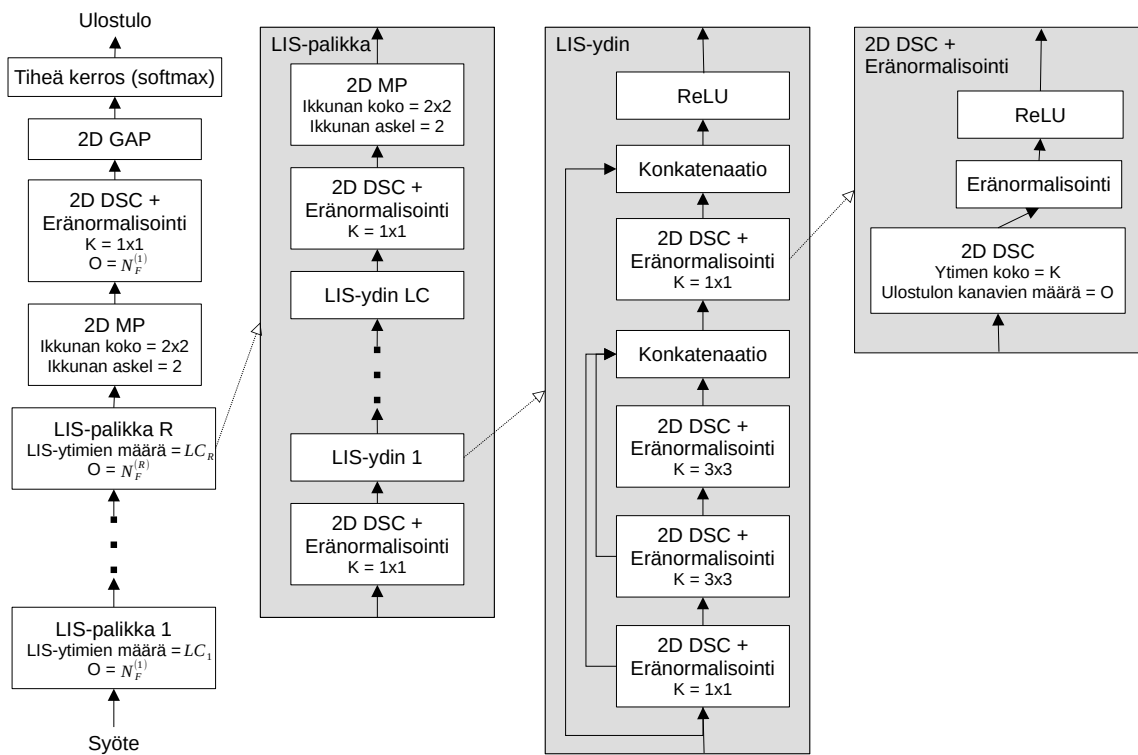 Ulostulo
Tiheä kerros (softmax)
2D GAP
2D DSC +
Eränormalisointi
K = 1x1
O = N_F^(1)
2D MP
Ikkunan koko = 2x2
Ikkunan askel = 2
LIS-palikka R
LIS-ytimien määrä = LC_R
O = N_F^(R)
LIS-palikka 1
LIS-ytimien määrä = LC_1
O = N_F^(1)
Syöte
LIS-palikka
2D MP
Ikkunan koko = 2x2
Ikkunan askel = 2
2D DSC +
Eränormalisointi
K = 1x1
LIS-ydin LC
LIS-ydin 1
2D DSC +
Eränormalisointi
K = 1x1
LIS-ydin
ReLU
Konkatenaatio
2D DSC +
Eränormalisointi
K = 1x1
Konkatenaatio
2D DSC +
Eränormalisointi
K = 3x3
2D DSC +
Eränormalisointi
K = 3x3
2D DSC +
Eränormalisointi
K = 1x1
2D DSC +
Eränormalisointi
ReLU
Eränormalisointi
2D DSC
Ytimen koko = K
Ulostulon kanavien määrä = O